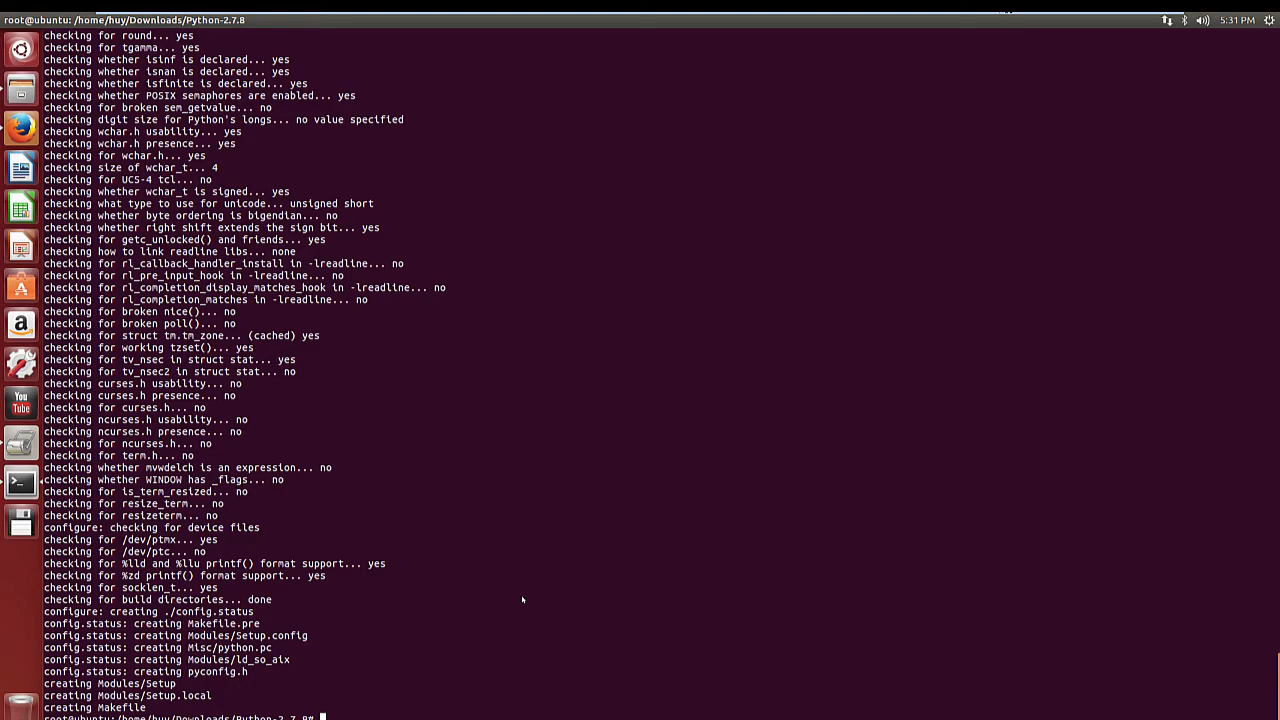 root@ubuntu: /home/huy/Downloads/Python-2.7.8
5:31 PM
checking for round... yes
checking for tgamma... yes
checking whether isinf is declared... yes
checking whether isnan is declared... yes
checking whether isfinite is declared... yes
checking whether POSIX semaphores are enabled... yes
checking for broken sem_getvalue... no
checking digit size for Python's longs... no value specified
checking wchar.h usability... yes
checking wchar.h presence... yes
checking for wchar.h... yes
checking size of wchar_t... 4
checking for UCS-4 tcl... no
checking whether wchar_t is signed... yes
checking what type to use for unicode... unsigned short
checking whether byte ordering is bigendian... no
checking whether right shift extends the sign bit... yes
checking for getc_unlocked() and friends... yes
checking how to link readline libs... none
checking for rl_callback_handler_install in -lreadline... no
checking for rl_pre_input_hook in -lreadline... no
checking for rl_completion_display_matches_hook in -lreadline... no
checking for rl_completion_matches in -lreadline... no
checking for broken nice()... no
checking for broken poll()... no
checking for struct tm.tm_zone... (cached) yes
checking for working tzset()... yes
checking for tv_nsec in struct stat... yes
checking for tv_nsec2 in struct stat... no
checking curses.h usability... no
checking curses.h presence... no
checking for curses.h... no
checking ncurses.h usability... no
checking ncurses.h presence... no
checking for ncurses.h... no
checking for term.h... no
checking whether mvwdelch is an expression... no
checking whether WINDOW has _flags... no
checking for is_term_resized... no
checking for resize_term... no
checking for resizeterm... no
configure: checking for device files
checking for /dev/ptmx... yes
checking for /dev/ptc... no
checking for %lld and %llu printf() format support... yes
checking for %zd printf() format support... yes
checking for socklen_t... yes
checking for build directories... done
configure: creating ./config.status
config.status: creating Makefile.pre
config.status: creating Modules/Setup.config
config.status: creating Misc/python.pc
config.status: creating Modules/ld_so_aix
config.status: creating pyconfig.h
creating Modules/Setup
creating Modules/Setup.local
creating Makefile
root@ubuntu:/home/huy/Downloads/Python-2.7.8#
You
Tube